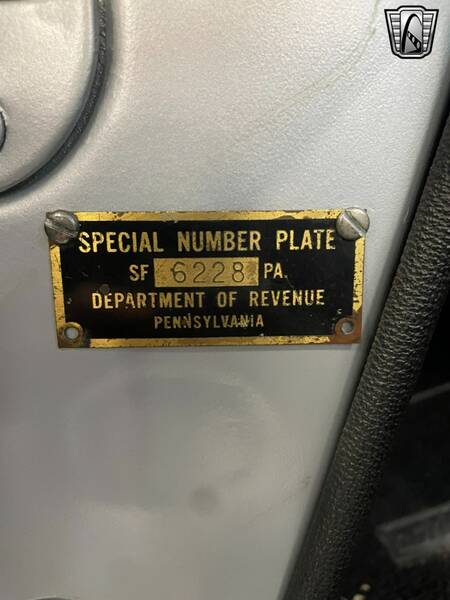 SPECIAL NUMBER PLATE
SF 6228 PA.
DEPARTMENT OF REVENUE
PENNSYLVANIA